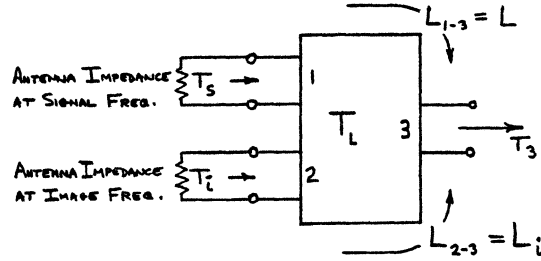 L₁₋₃ = L
ANTENNA IMPEDANCE
AT SIGNAL FREQ.
Tₛ
1
T_L
3
T₃
ANTENNA IMPEDANCE
AT IMAGE FREQ.
Tᵢ
2
L₂₋₃ = Lᵢ